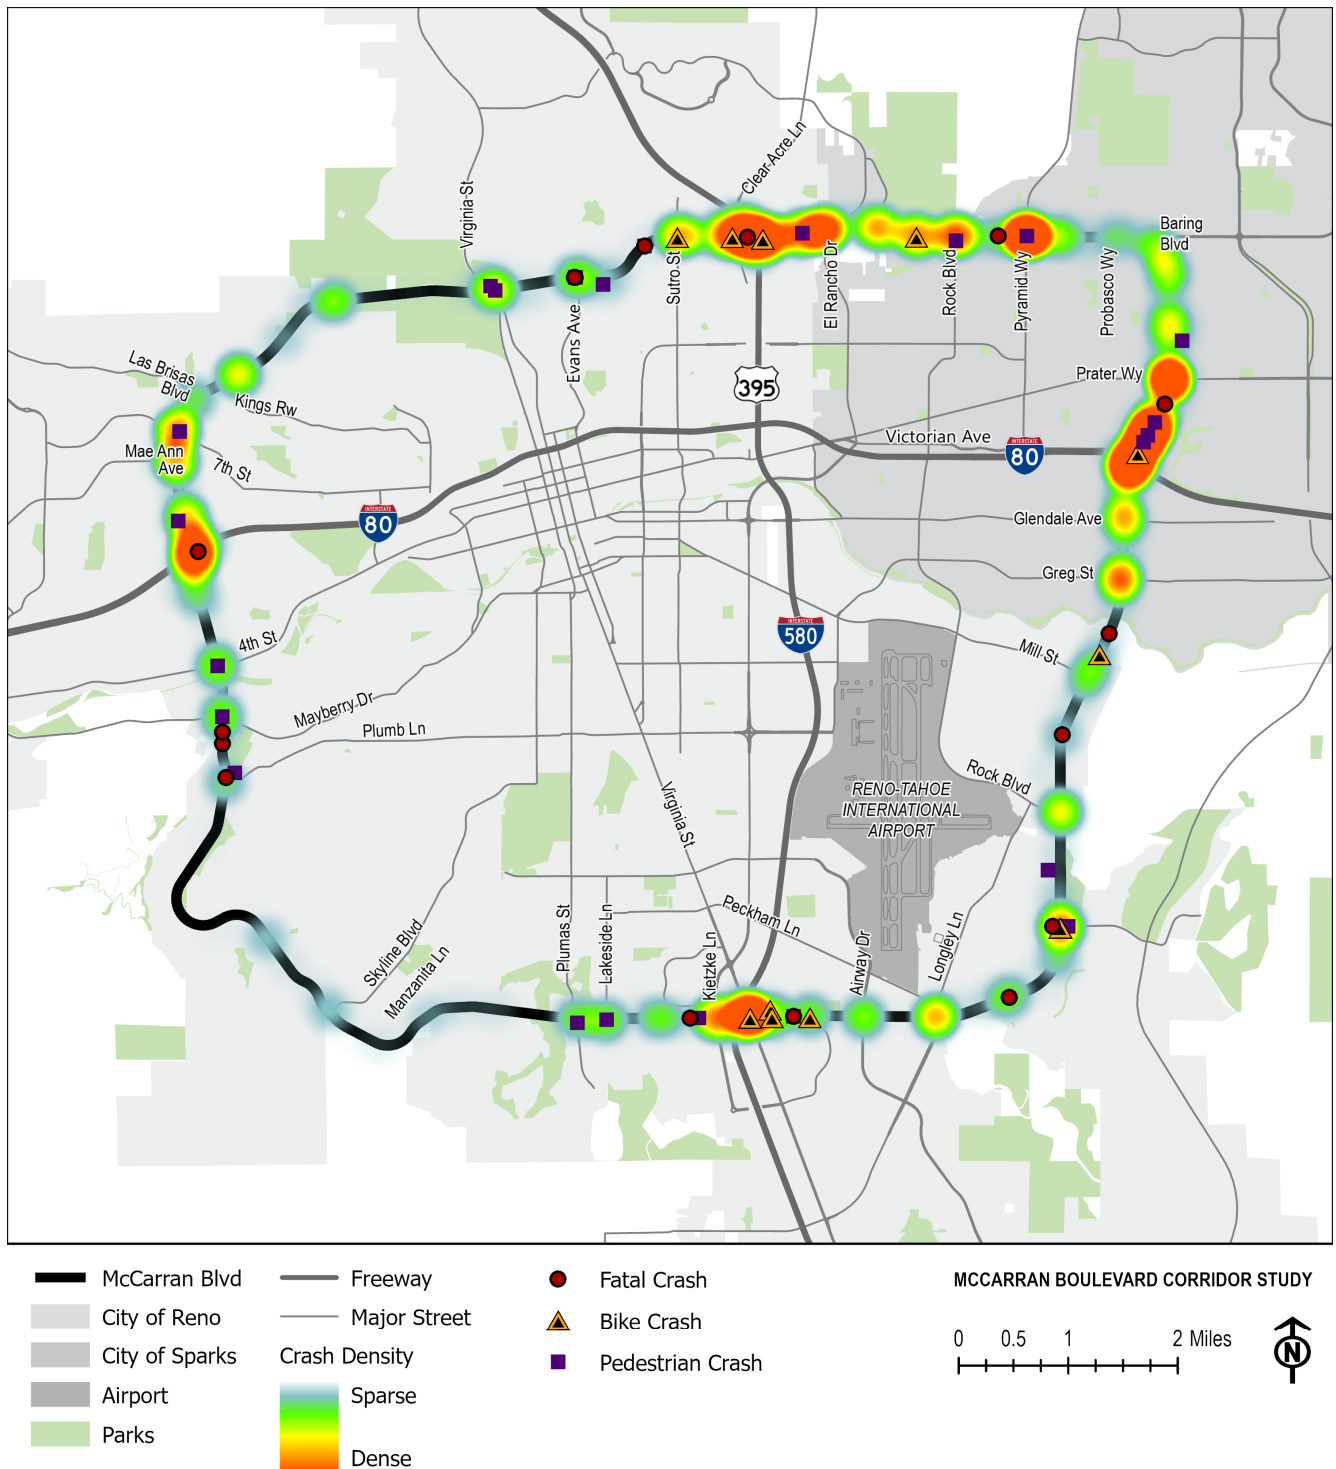 Clear Acre Ln
Virginia St
Baring
Blvd
Sutro St
El Rancho Dr
Rock Blvd
Pyramid Wy
Probasco Wy
Evans Ave
Las Brisas
Blvd
Kings Rw
Prater Wy
395
Mae Ann
Ave
7th St
Victorian Ave
INTERSTATE
80
INTERSTATE
80
Glendale Ave
Greg St
INTERSTATE
580
4th St
Mill St
Mayberry Dr
Plumb Ln
Rock Blvd
RENO-TAHOE
INTERNATIONAL
AIRPORT
Virginia St
Peckham Ln
Skyline Blvd
Manzanita Ln
Plumas St
Lakeside Ln
Kietzke Ln
Airway Dr
Longley Ln
McCarran Blvd
City of Reno
City of Sparks
Airport
Parks
Freeway
Major Street
Crash Density
Sparse
Dense
Fatal Crash
Bike Crash
Pedestrian Crash
MCCARRAN BOULEVARD CORRIDOR STUDY
0 0.5 1 2 Miles
N